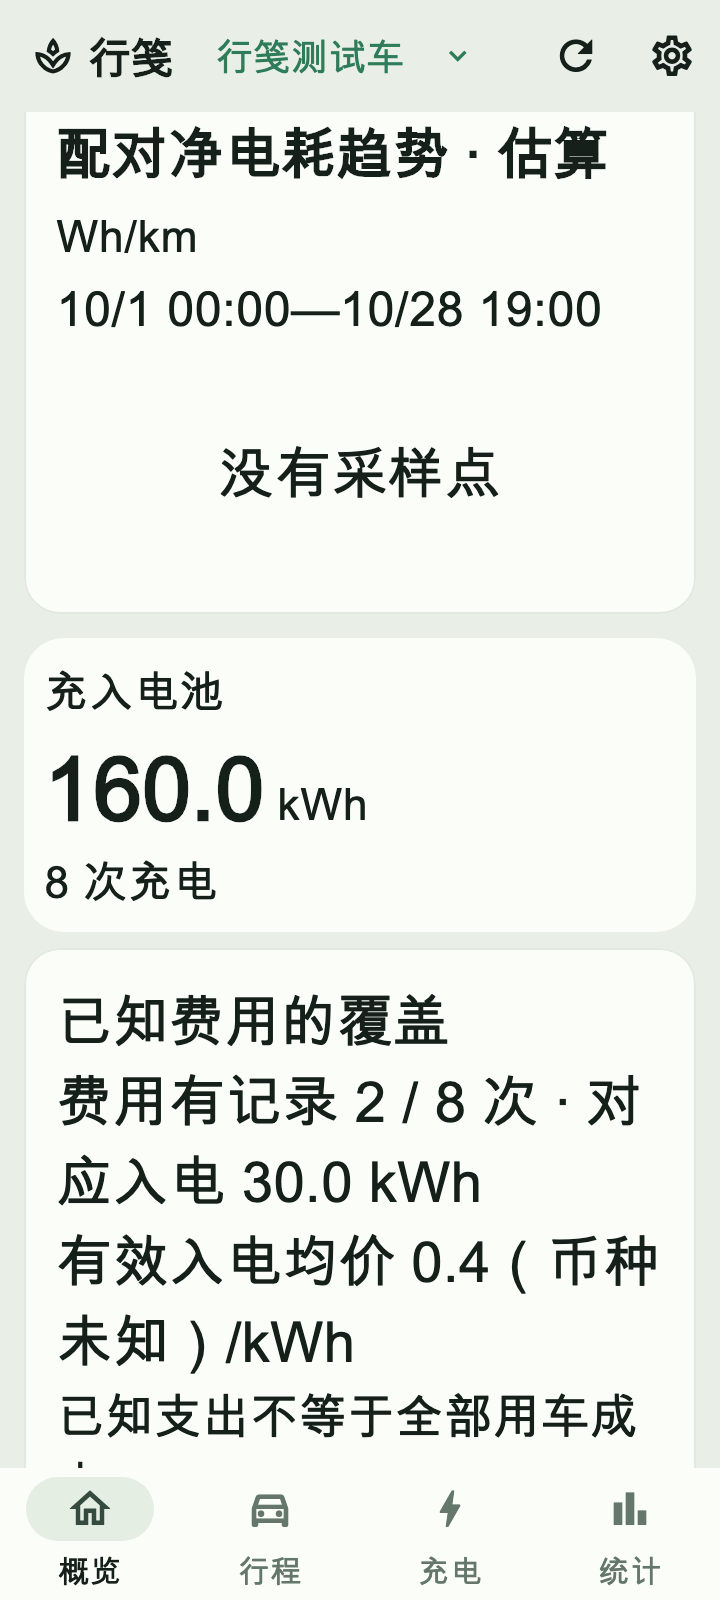 行笺
行笺测试车
配对净电耗趋势 · 估算
Wh/km
10/1 00:00—10/28 19:00
没有采样点
充入电池
160.0 kWh
8 次充电
已知费用的覆盖
费用有记录 2 / 8 次 · 对
应入电 30.0 kWh
有效入电均价 0.4（币种
未知）/kWh
已知支出不等于全部用车成
概览
行程
充电
统计